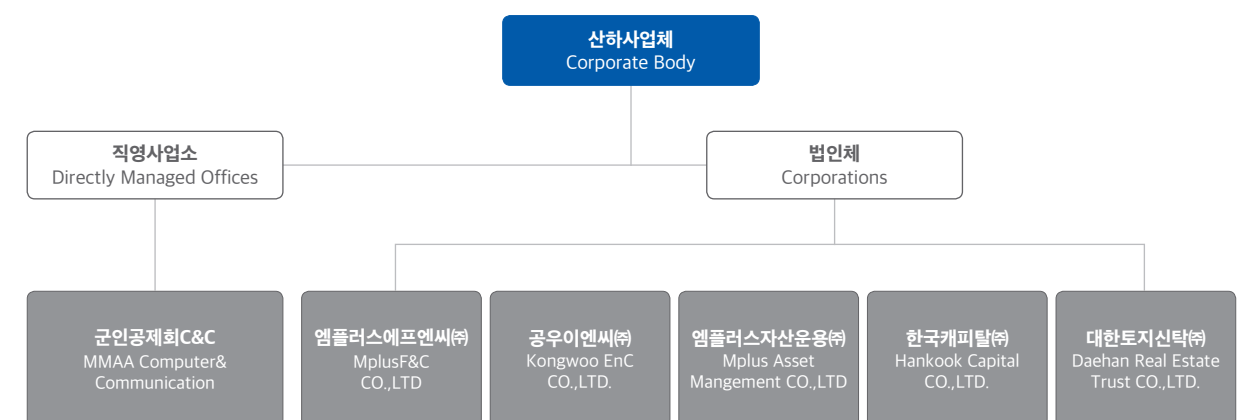 산하사업체
Corporate Body
직영사업소
Directly Managed Offices
법인체
Corporations
군인공제회C&C
MMAA Computer&
Communication
엠플러스에프엔씨㈜
MplusF&C
CO.,LTD
공우이엔씨㈜
Kongwoo EnC
CO.,LTD.
엠플러스자산운용㈜
Mplus Asset
Mangement CO.,LTD
한국캐피탈㈜
Hankook Capital
CO.,LTD.
대한토지신탁㈜
Daehan Real Estate
Trust CO.,LTD.